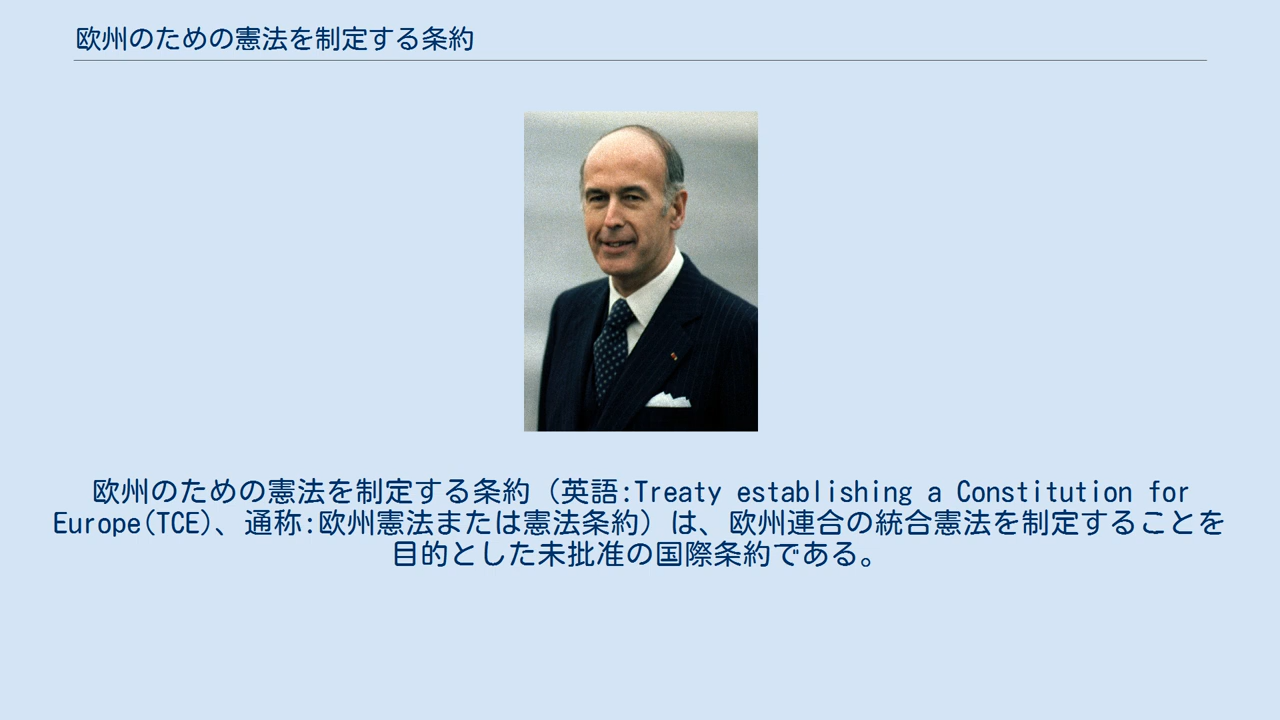 欧州のための憲法を制定する条約
欧州のための憲法を制定する条約（英語:Treaty establishing a Constitution for
Europe(TCE)、通称:欧州憲法または憲法条約）は、欧州連合の統合憲法を制定することを
目的とした未批准の国際条約である。